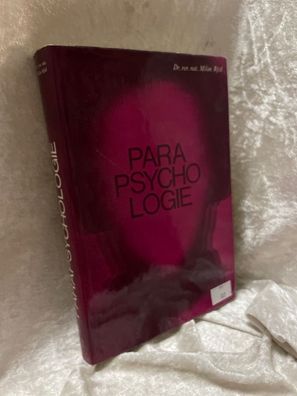 Dr. rer. nat. Milan Rýzl
PARA
PSYCHO
LOGIE
PARAPSYCHOLOGIE